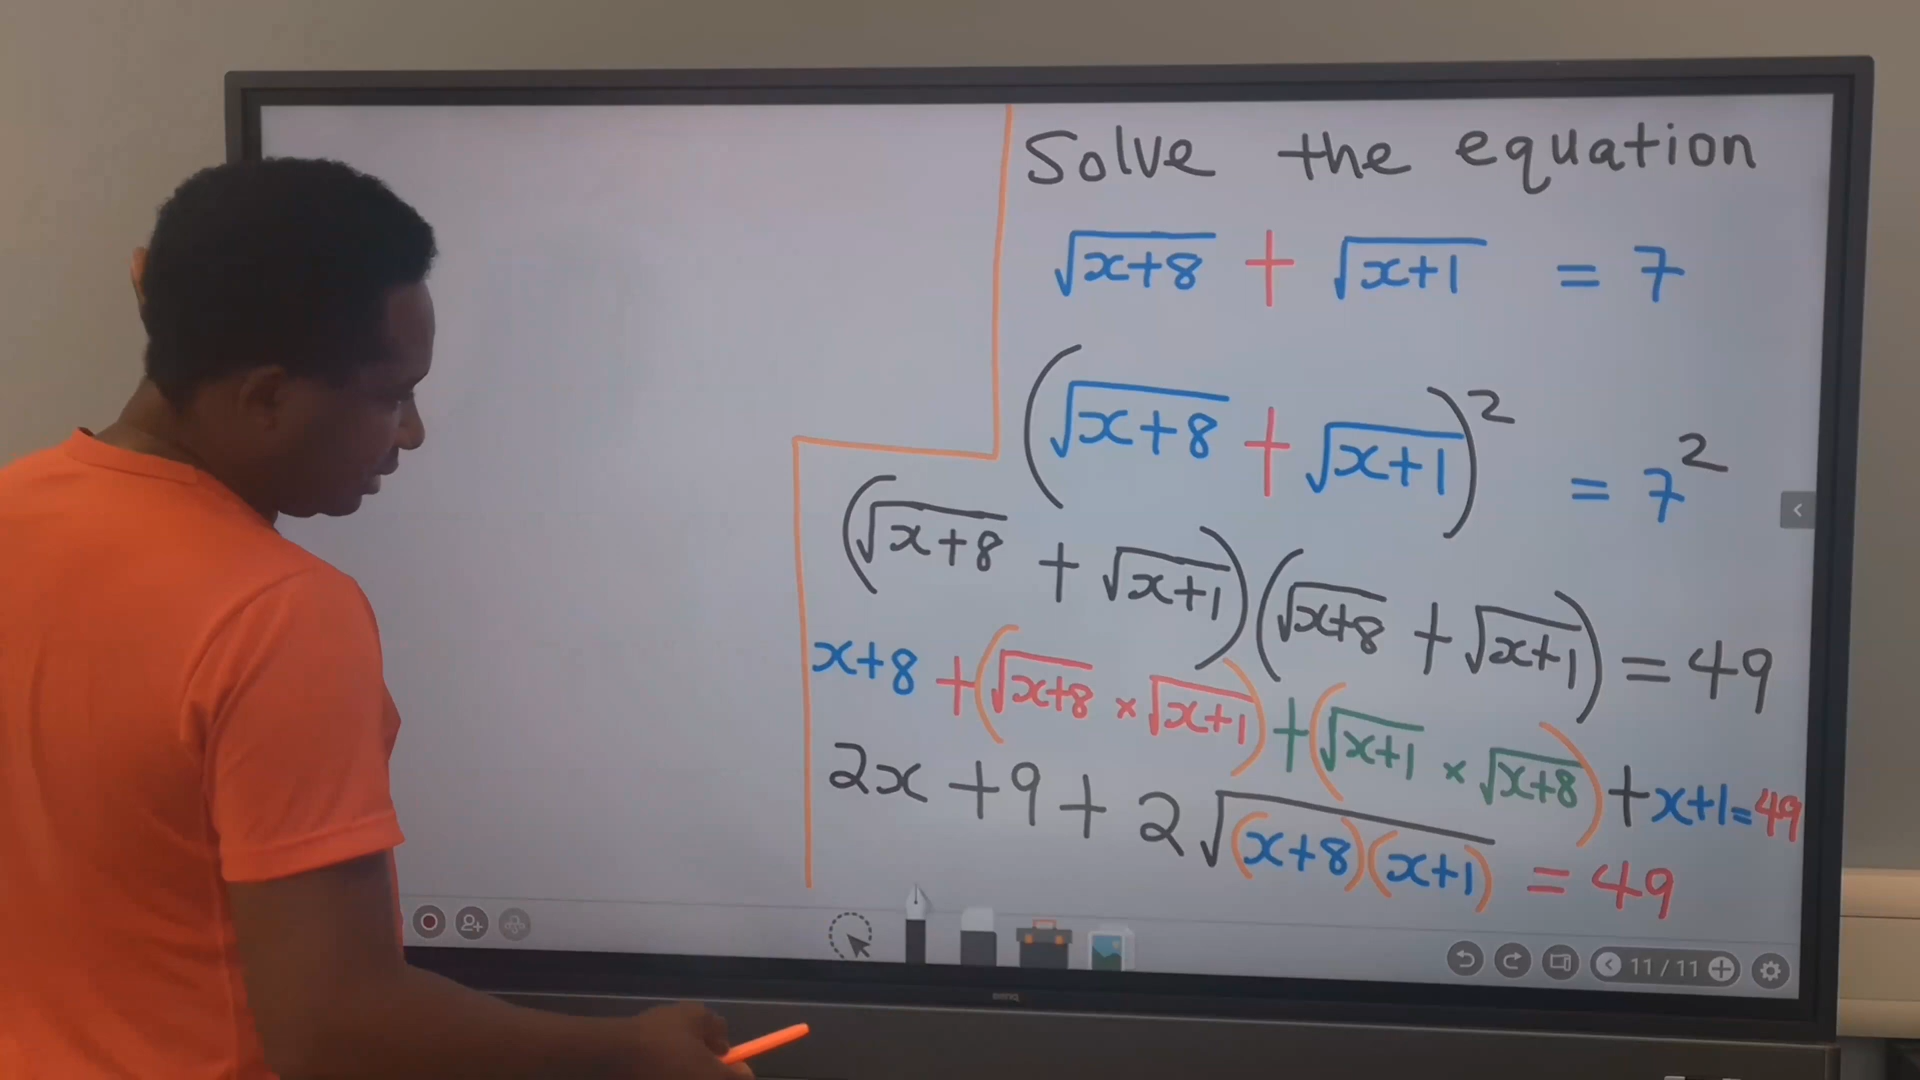 Solve the equation
√(x+8) + √(x+1) = 7
(√(x+8) + √(x+1))² = 7²
(√(x+8) + √(x+1))(√(x+8) + √(x+1)) = 49
x+8 + (√(x+8) × √(x+1)) + (√(x+1) × √(x+8)) + x+1 = 49
2x + 9 + 2√((x+8)(x+1)) = 49
11 / 11
BenQ